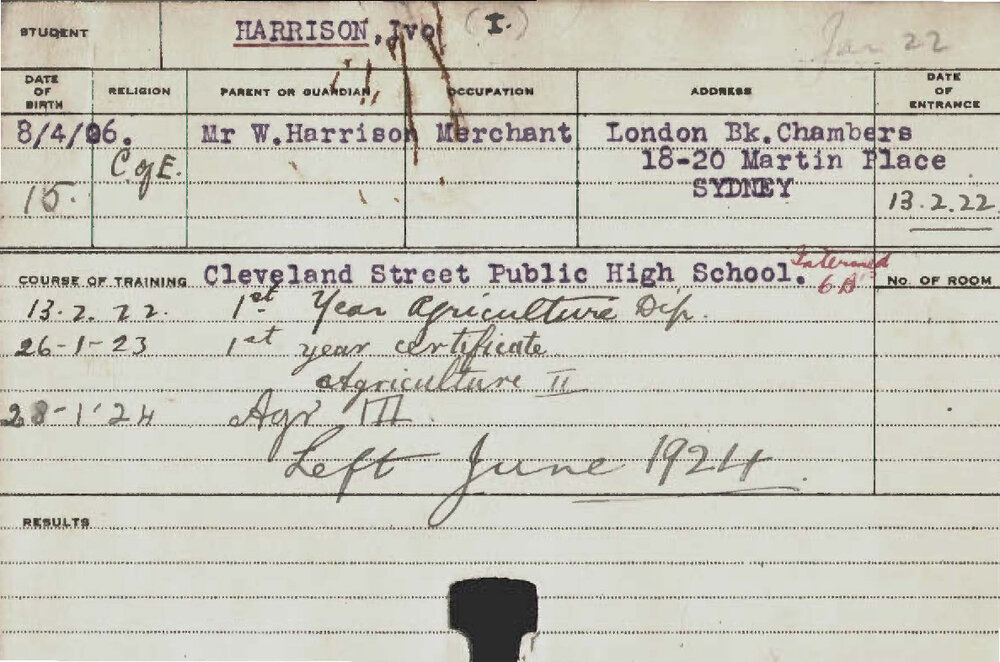 STUDENT HARRISON, Ivo (I.)
Jan 22
DATE OF BIRTH RELIGION PARENT OR GUARDIAN OCCUPATION ADDRESS DATE OF ENTRANCE
8/4/06. C of E. Mr W.Harrison Merchant London Bk.Chambers
18-20 Martin Place
15. SYDNEY 13.2.22
COURSE OF TRAINING Cleveland Street Public High School. Intermed 6 B's NO. OF ROOM
13.2.22. 1st Year Agriculture Dip.
26-1-23 1st year certificate
Agriculture II
28-1-24 Agr III
Left June 1924.
RESULTS